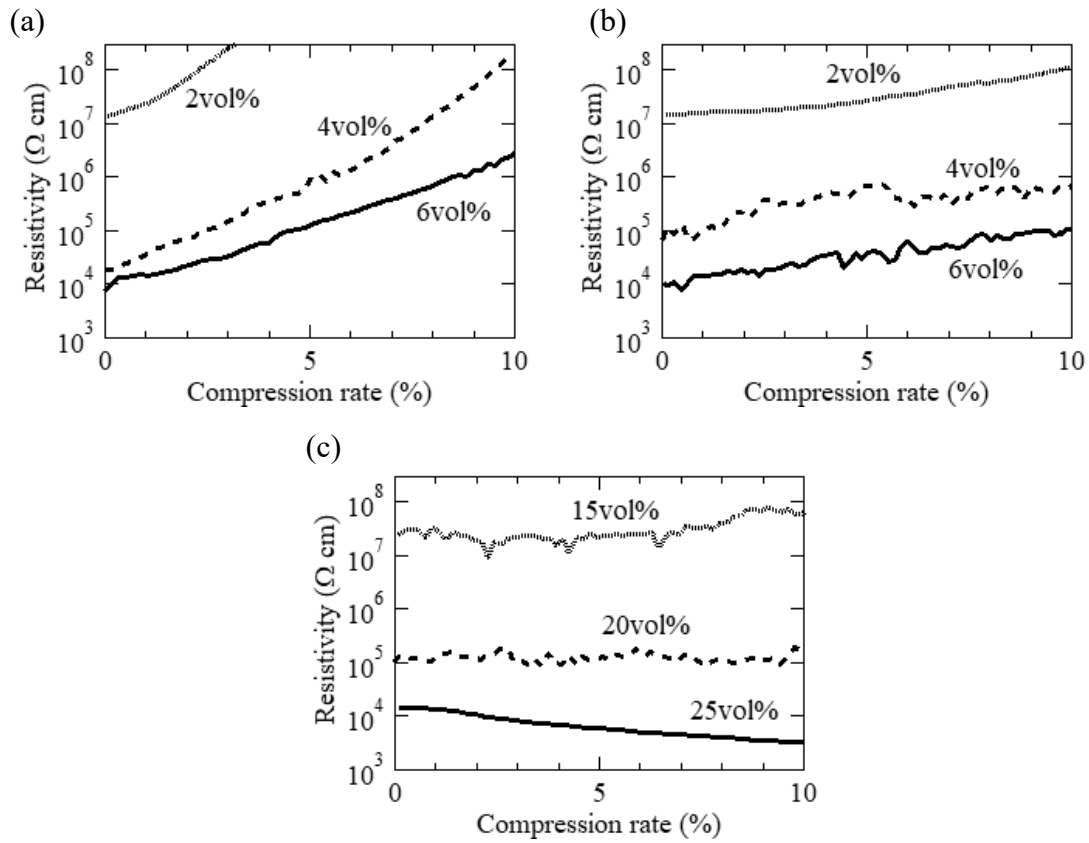 (a)
Resistivity (Ω cm)
10^8
10^7
10^6
10^5
10^4
10^3
2vol%
4vol%
6vol%
0
5
10
Compression rate (%)
(b)
Resistivity (Ω cm)
10^8
10^7
10^6
10^5
10^4
10^3
2vol%
4vol%
6vol%
0
5
10
Compression rate (%)
(c)
Resistivity (Ω cm)
10^8
10^7
10^6
10^5
10^4
10^3
15vol%
20vol%
25vol%
0
5
10
Compression rate (%)